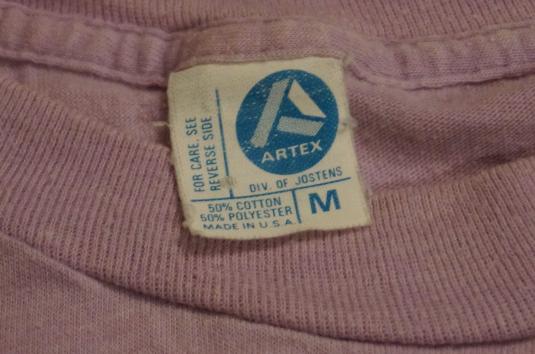 FOR CARE, SEE
REVERSE SIDE
ARTEX
DIV. OF JOSTENS
50% COTTON
50% POLYESTER
MADE IN U.S.A.
M